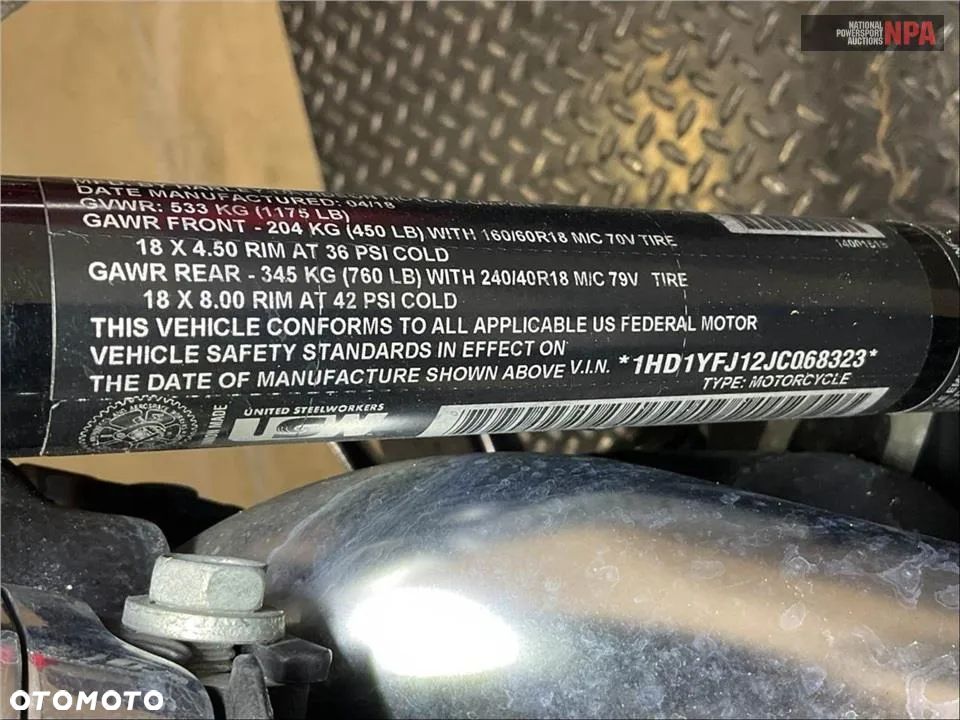 NATIONAL
POWERSPORT
AUCTIONS
NPA
DATE MANUFACTURED: 04/18
GVWR: 533 KG (1175 LB)
GAWR FRONT - 204 KG (450 LB) WITH 160/60R18 M/C 70V TIRE
18 X 4.50 RIM AT 36 PSI COLD
GAWR REAR - 345 KG (760 LB) WITH 240/40R18 M/C 79V TIRE
18 X 8.00 RIM AT 42 PSI COLD
THIS VEHICLE CONFORMS TO ALL APPLICABLE US FEDERAL MOTOR
VEHICLE SAFETY STANDARDS IN EFFECT ON
THE DATE OF MANUFACTURE SHOWN ABOVE V.I.N. *1HD1YFJ12JC068323*
TYPE: MOTORCYCLE
MADE
UNITED STEELWORKERS
USW
OTOMOTO